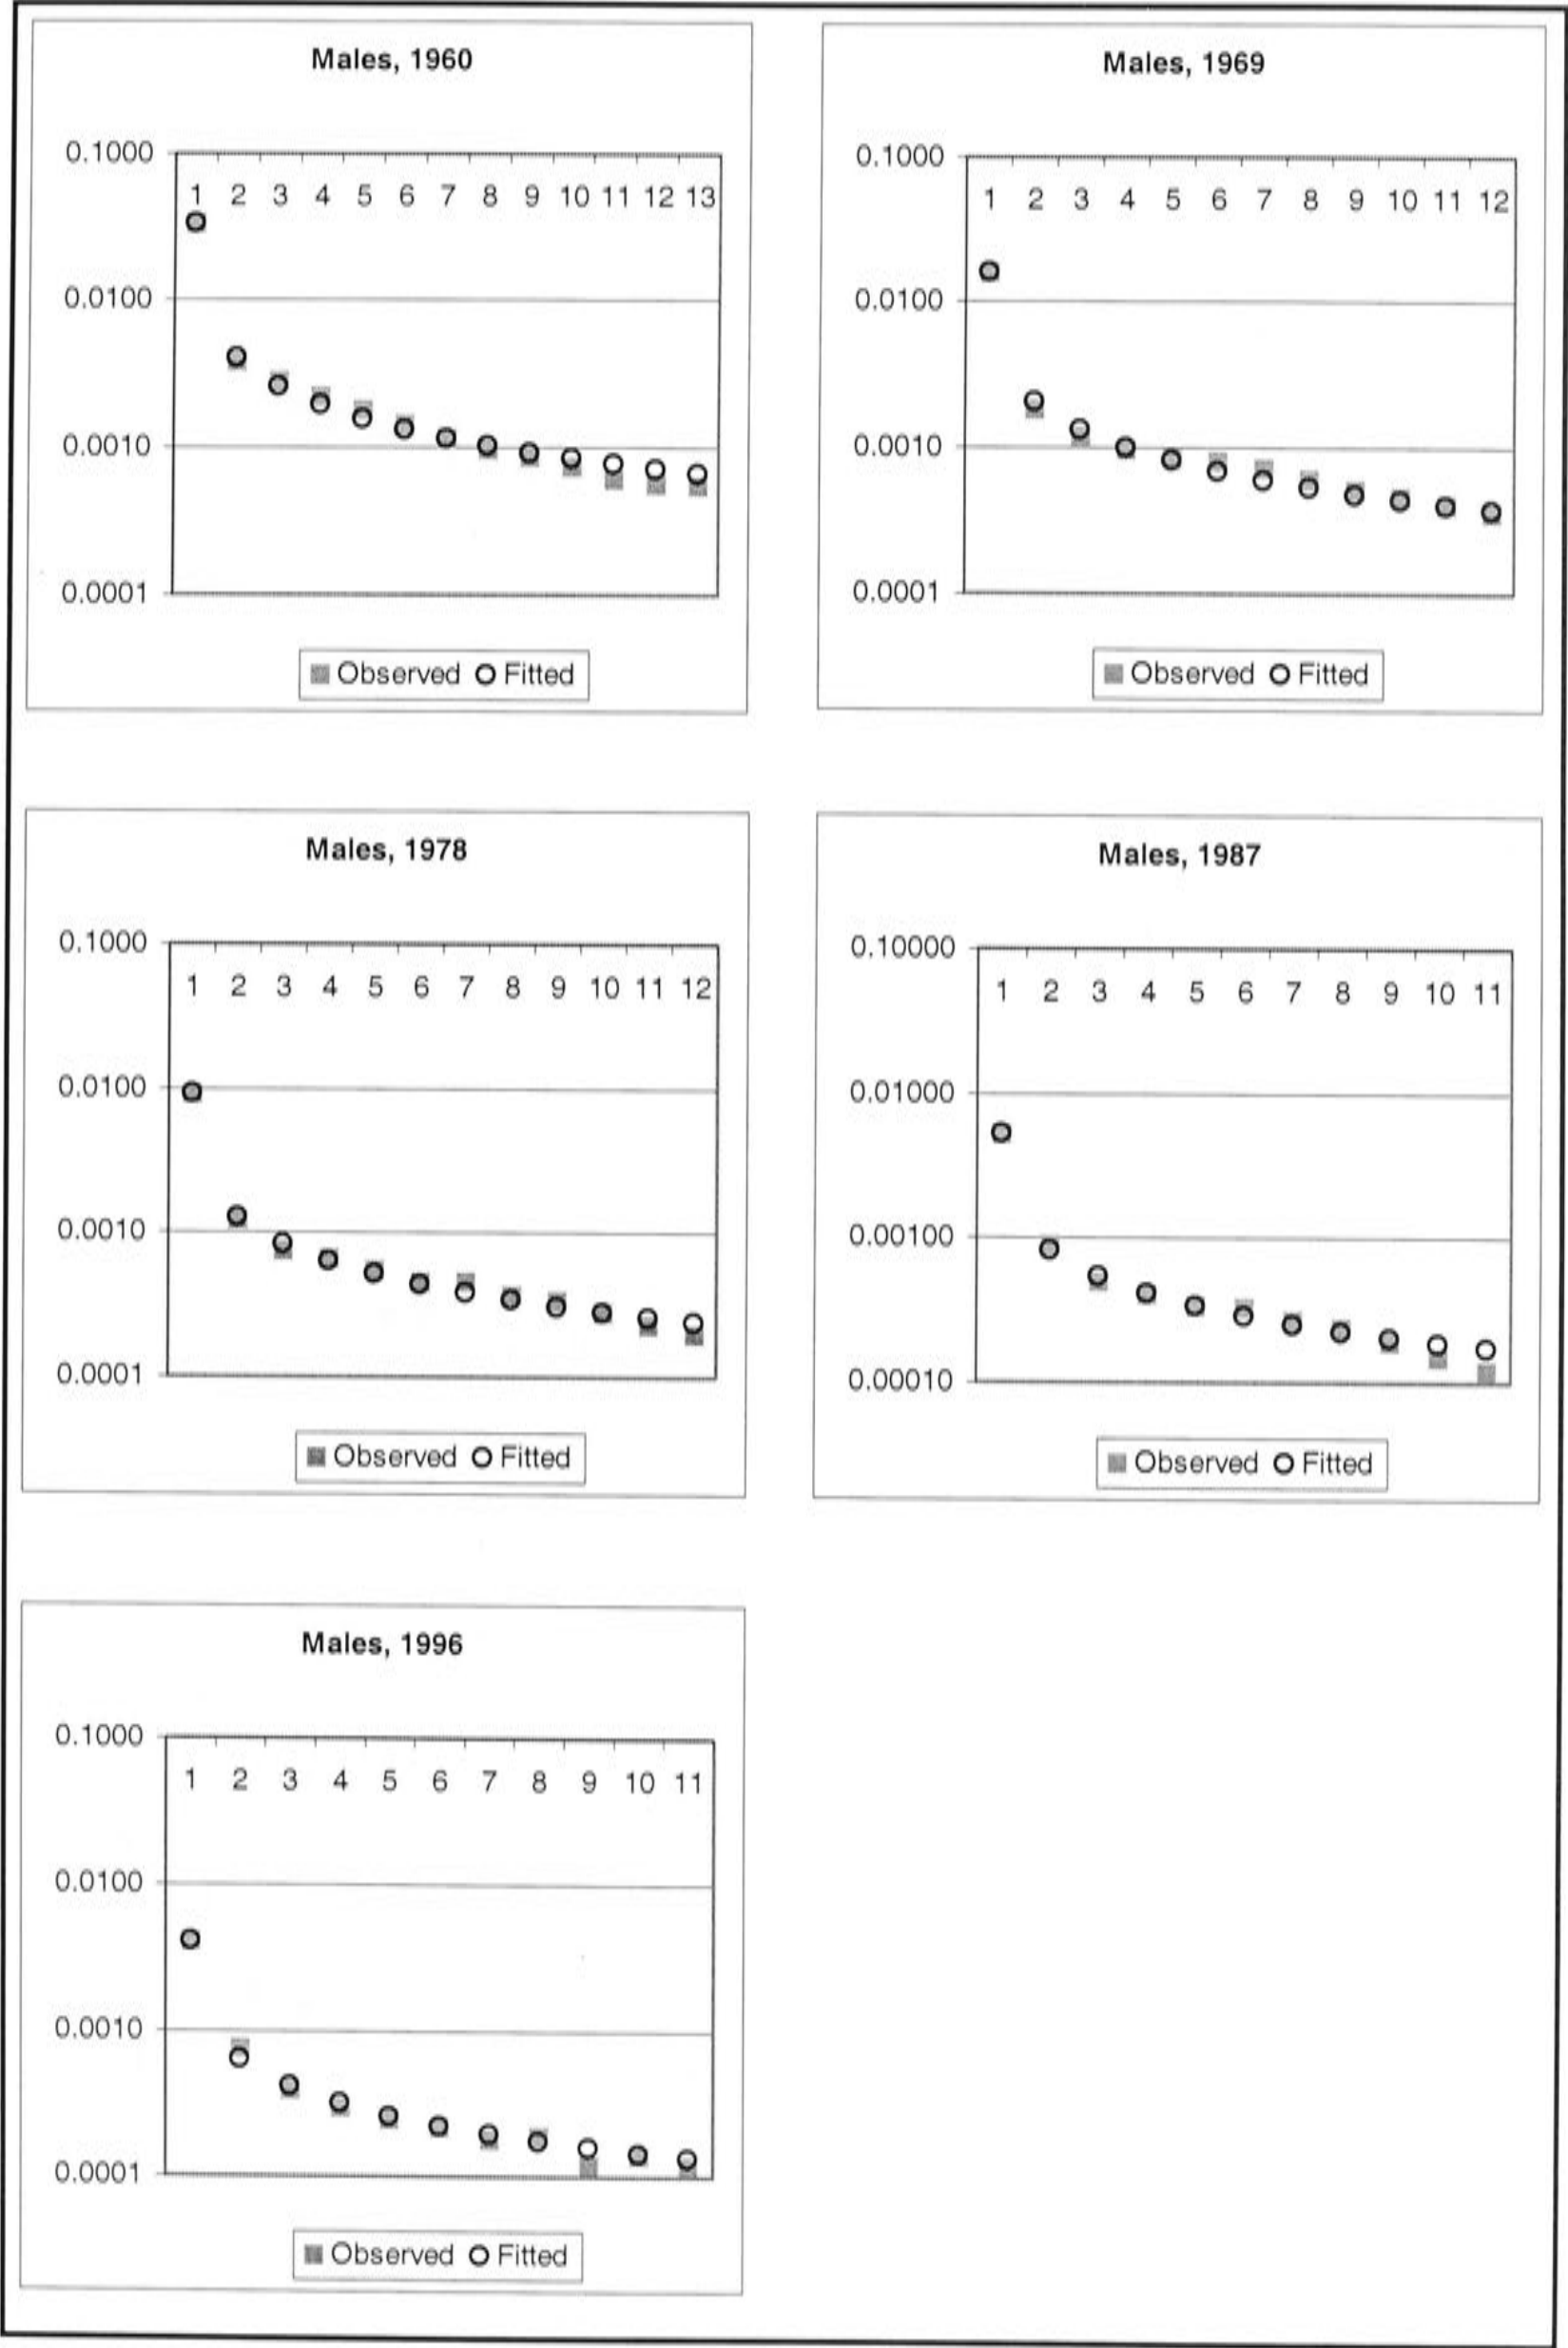 Males, 1960
0.1000
1 2 3 4 5 6 7 8 9 10 11 12 13
0.0100
0.0010
0.0001
Observed Fitted
Males, 1969
0.1000
1 2 3 4 5 6 7 8 9 10 11 12
0.0100
0.0010
0.0001
Observed Fitted
Males, 1978
0.1000
1 2 3 4 5 6 7 8 9 10 11 12
0.0100
0.0010
0.0001
Observed Fitted
Males, 1987
0.10000
1 2 3 4 5 6 7 8 9 10 11
0.01000
0.00100
0.00010
Observed Fitted
Males, 1996
0.1000
1 2 3 4 5 6 7 8 9 10 11
0.0100
0.0010
0.0001
Observed Fitted